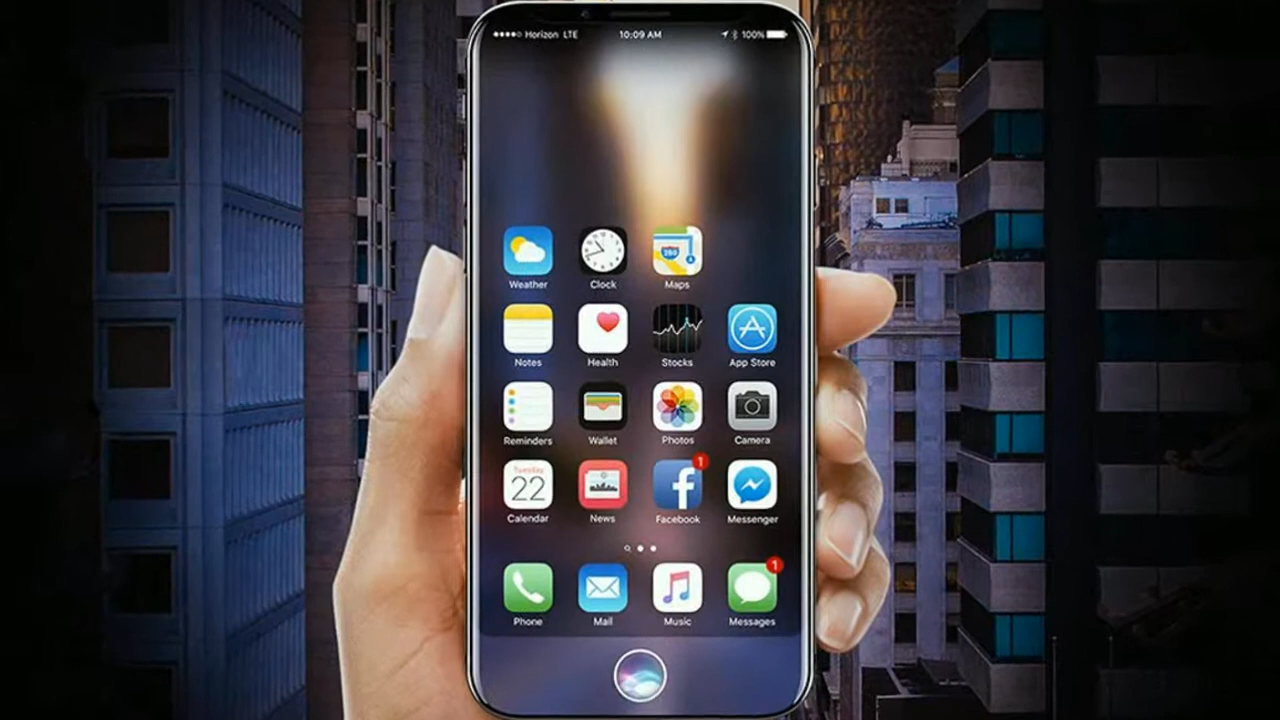 Horizon LTE 10:09 AM 100%
Weather Clock Maps
280
Notes Health Stocks App Store
Reminders Wallet Photos Camera
Tuesday
22
1
Calendar News Facebook Messenger
1
Phone Mail Music Messages